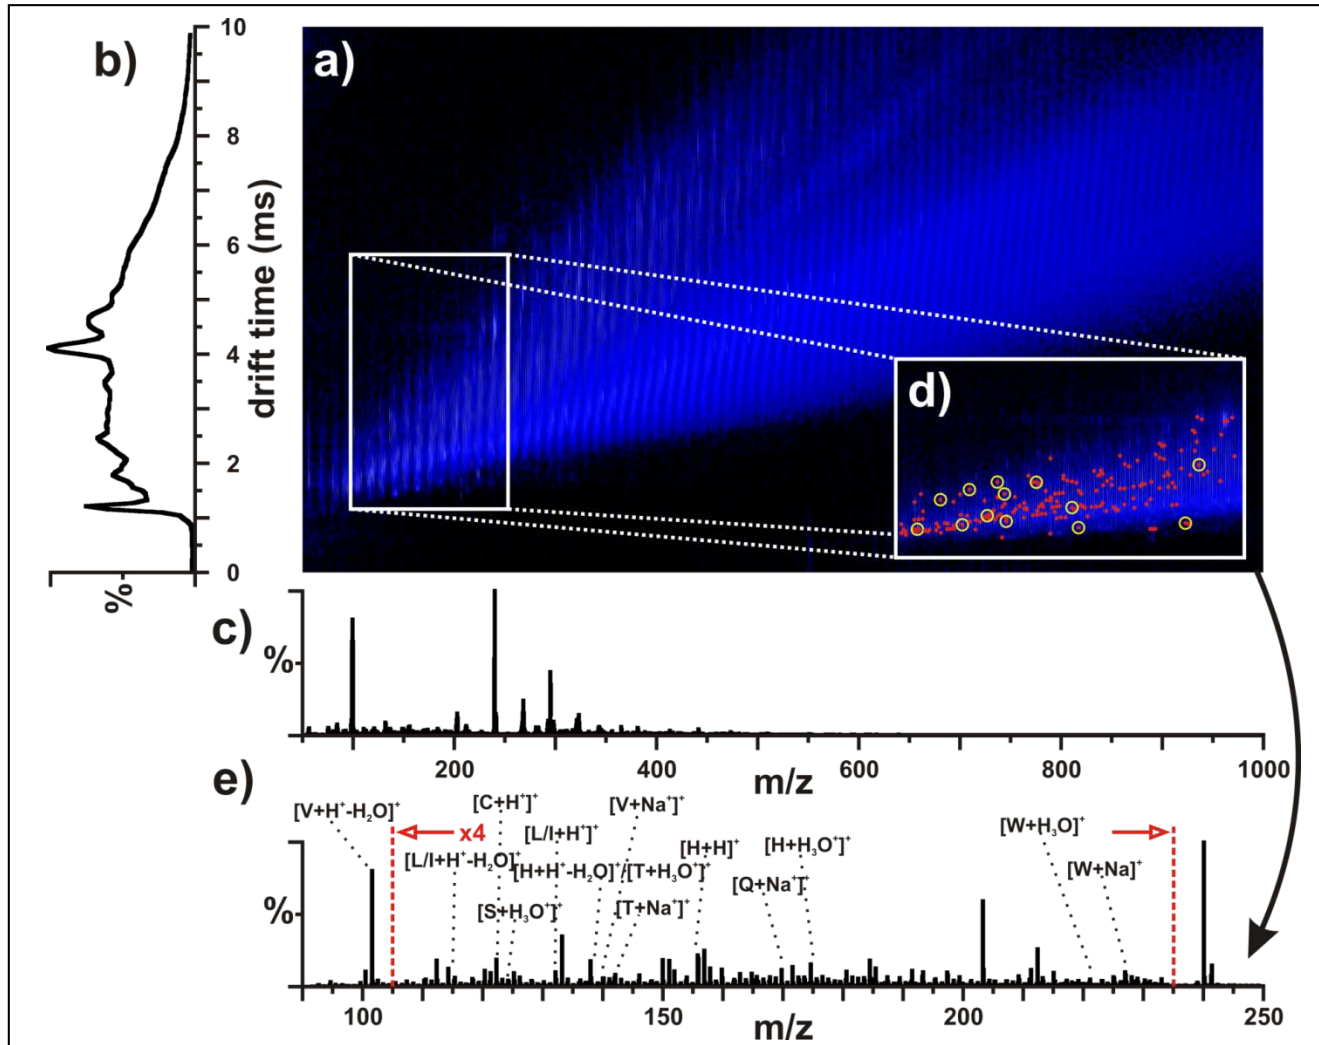 b)
10
8
6
4
2
0
drift time (ms)
%
a)
d)
c)
%
200
400
600
800
1000
m/z
e)
[V+H⁺-H₂O]⁺
x4
[C+H⁺]⁺
[V+Na⁺]⁺
[L/I+H⁺]⁺
[L/I+H⁺-H₂O]⁺
[H+H⁺-H₂O]⁺/[T+H₃O⁺]⁺
[H+H]⁺
[H+H₃O⁺]⁺
[W+H₃O]⁺
[W+Na]⁺
[Q+Na⁺]⁺
[S+H₃O⁺]⁺
[T+Na⁺]⁺
%
100
150
200
250
m/z